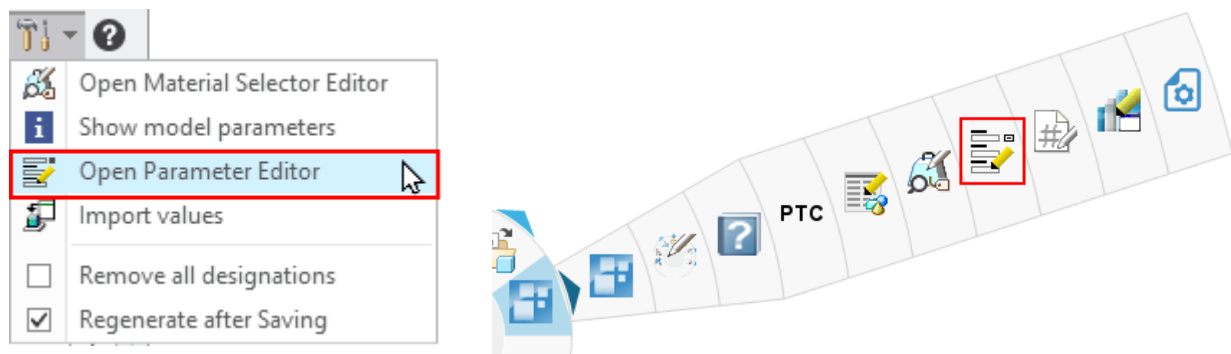 Open Material Selector Editor
Show model parameters
Open Parameter Editor
Import values
Remove all designations
Regenerate after Saving
PTC